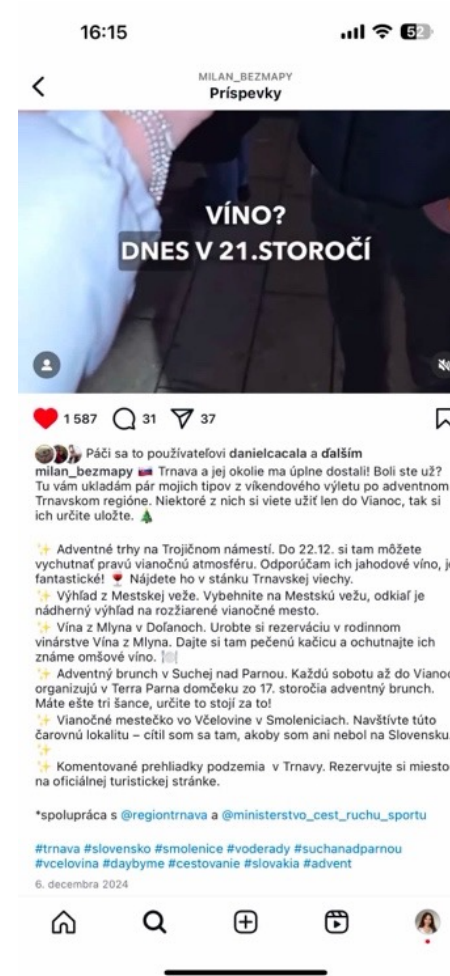 16:15
52
MILAN_BEZMAPY
Príspevky
VÍNO?
DNES V 21.STOROČÍ
1 587 31 37
Páči sa to používateľovi danielcacala a ďalším
milan_bezmapy 🇸🇰 Trnava a jej okolie ma úplne dostali! Boli ste už?
Tu vám ukladám pár mojich tipov z víkendového výletu po adventnom
Trnavskom regióne. Niektoré z nich si viete užiť len do Vianoc, tak si
ich určite uložte. 🎄
✨ Adventné trhy na Trojičnom námestí. Do 22.12. si tam môžete
vychutnať pravú vianočnú atmosféru. Odporúčam ich jahodové víno, je
fantastické! 🍷 Nájdete ho v stánku Trnavskej viechy.
✨ Výhľad z Mestskej veže. Vybehnite na Mestskú vežu, odkiaľ je
nádherný výhľad na rozžiarené vianočné mesto.
✨ Vína z Mlyna v Doľanoch. Urobte si rezerváciu v rodinnom
vinárstve Vína z Mlyna. Dajte si tam pečenú kačicu a ochutnajte ich
známe omšové víno. 🍽️
✨ Adventný brunch v Suchej nad Parnou. Každú sobotu až do Vianoc
organizujú v Terra Parna domčeku zo 17. storočia adventný brunch.
Máte ešte tri šance, určite to stojí za to!
✨ Vianočné mestečko vo Včelovine v Smoleniciach. Navštívte túto
čarovnú lokalitu – cítil som sa tam, akoby som ani nebol na Slovensku.
✨
✨ Komentované prehliadky podzemia v Trnavy. Rezervujte si miesto
na oficiálnej turistickej stránke.
*spolupráca s @regiontrnava a @ministerstvo_cest_ruchu_sportu
#trnava #slovensko #smolenice #voderady #suchanadparnou
#vcelovina #daybyme #cestovanie #slovakia #advent
6. decembra 2024